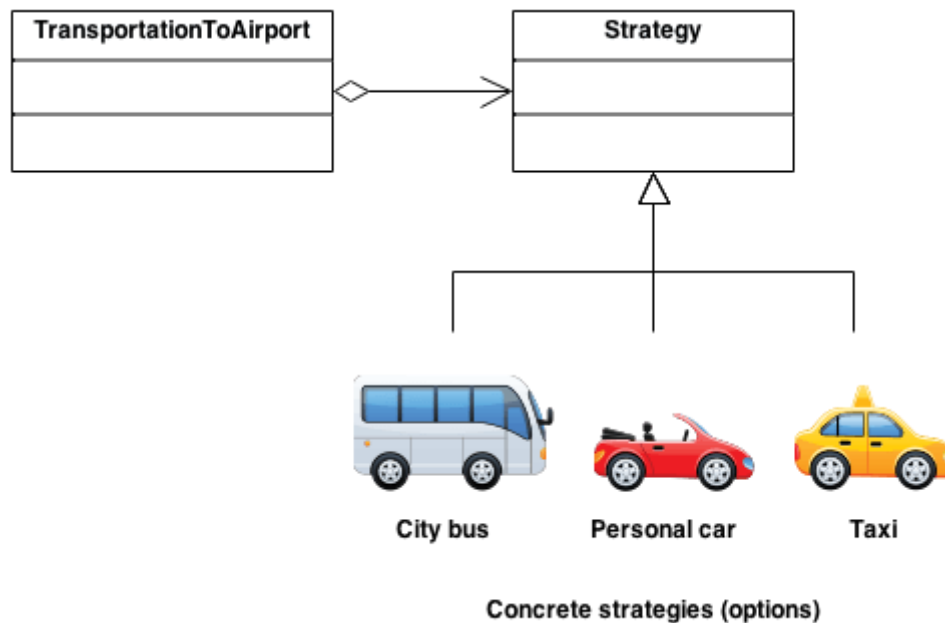 TransportationToAirport
Strategy
City bus
Personal car
Taxi
Concrete strategies (options)